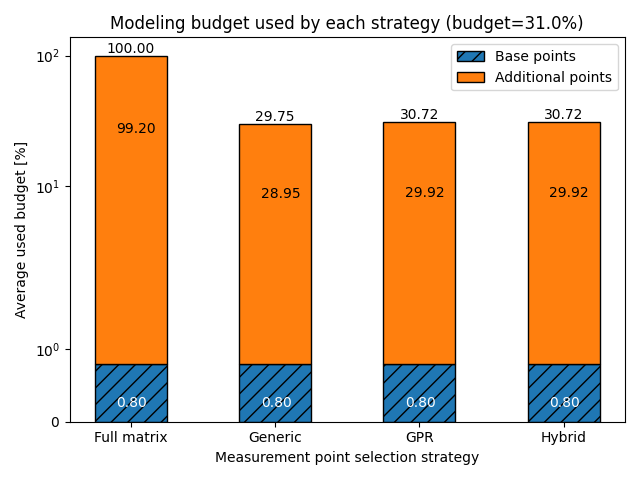 Modeling budget used by each strategy (budget=31.0%)
Average used budget [%]
10²
10¹
10⁰
0
Base points
Additional points
100.00
29.75
30.72
30.72
99.20
28.95
29.92
29.92
0.80
0.80
0.80
0.80
Full matrix
Generic
GPR
Hybrid
Measurement point selection strategy